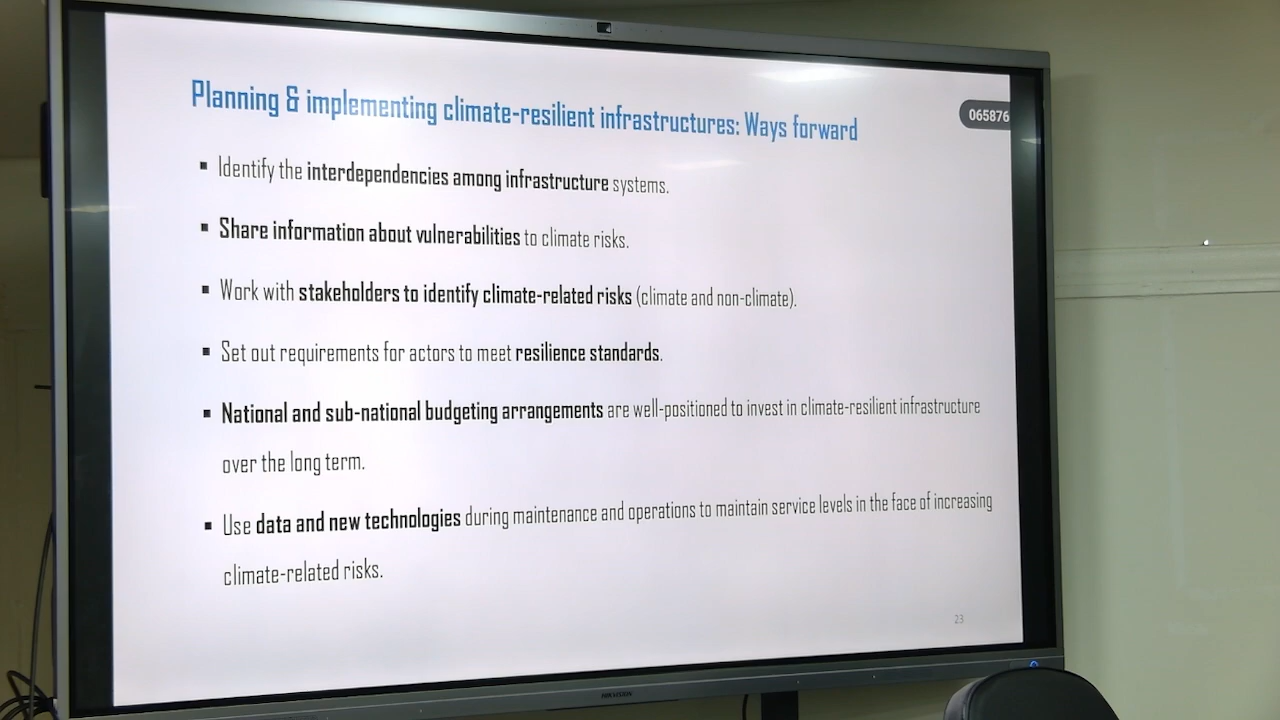 Planning & implementing climate-resilient infrastructures: Ways forward
065876
▪ Identify the interdependencies among infrastructure systems.
▪ Share information about vulnerabilities to climate risks.
▪ Work with stakeholders to identify climate-related risks (climate and non-climate).
▪ Set out requirements for actors to meet resilience standards.
▪ National and sub-national budgeting arrangements are well-positioned to invest in climate-resilient infrastructure
over the long term.
▪ Use data and new technologies during maintenance and operations to maintain service levels in the face of increasing
climate-related risks.
23
HIKVISION